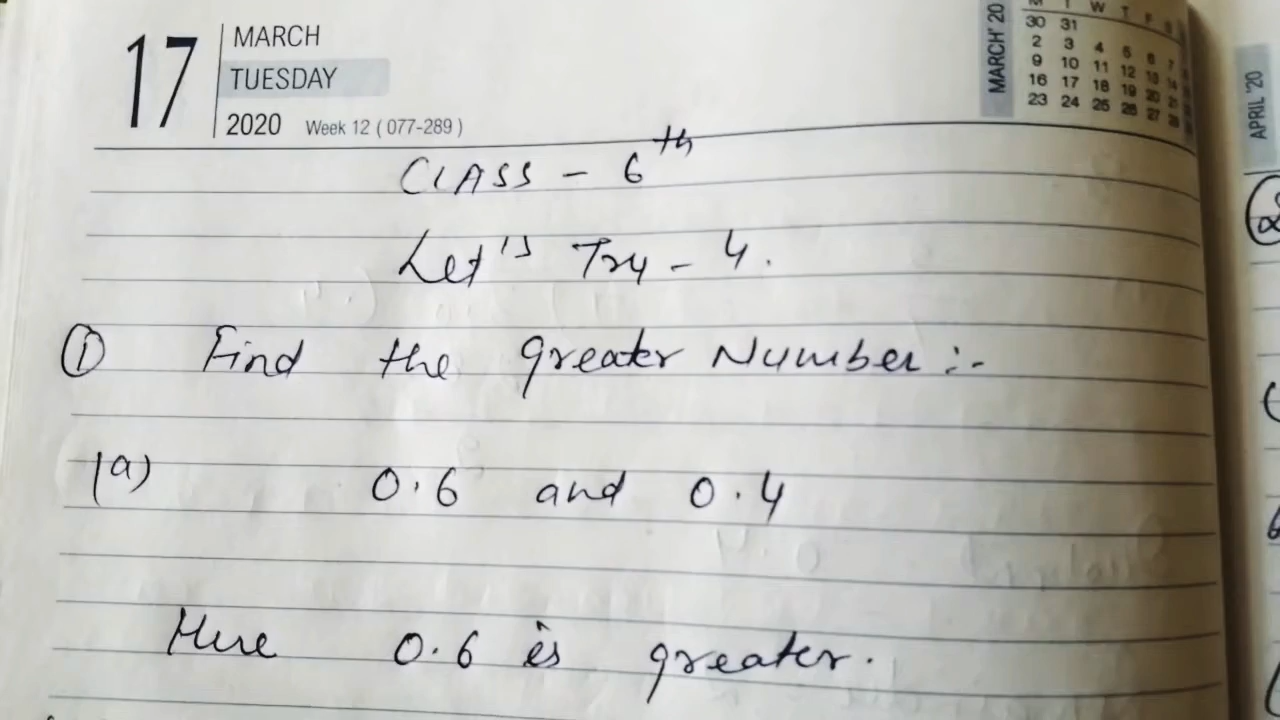 17 MARCH
TUESDAY
2020 Week 12 ( 077-289 )
MARCH' 20
M T W T F S
30 31
2 3 4 5 6 7
9 10 11 12 13 14
16 17 18 19 20 21
23 24 25 26 27 28
APRIL '20
CLASS - 6th
Let's Try - 4.
① Find the greater Number :-
(a) 0.6 and 0.4
Here 0.6 is greater.